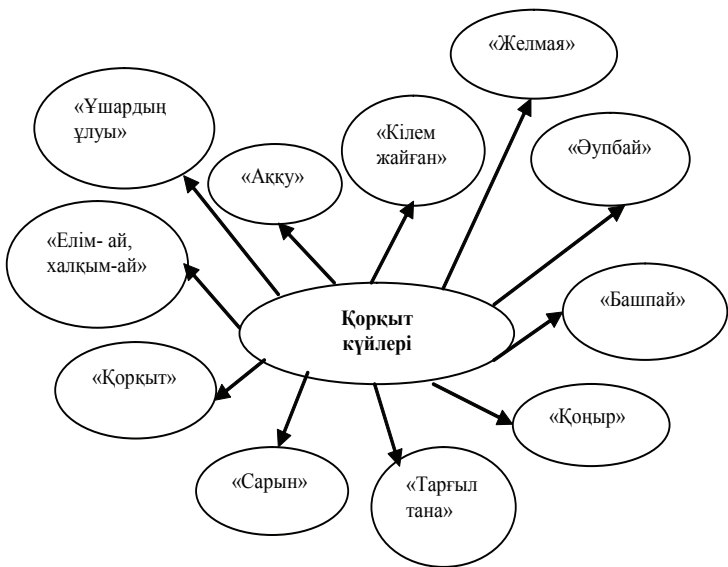 «Желмая»
«Ұшардың
ұлуы»
«Кілем
жайған»
«Әупбай»
«Аққу»
«Елім- ай,
халқым-ай»
«Башпай»
Қорқыт
күйлері
«Қорқыт»
«Қоңыр»
«Сарын»
«Тарғыл
тана»